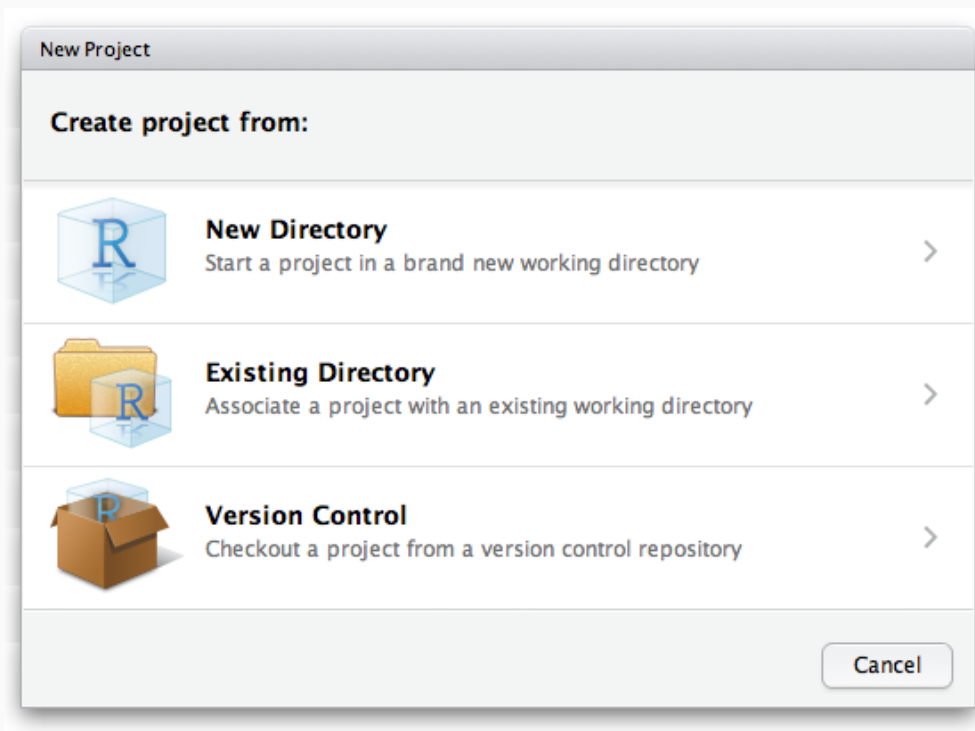 New Project
Create project from:
R
New Directory
Start a project in a brand new working directory
R
Existing Directory
Associate a project with an existing working directory
R
Version Control
Checkout a project from a version control repository
Cancel